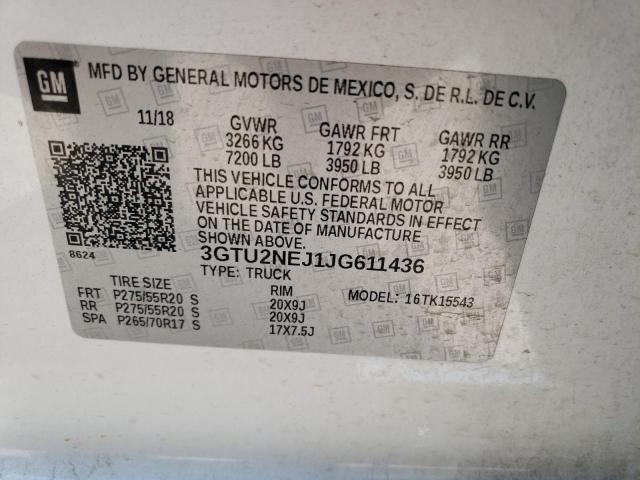 GM
MFD BY GENERAL MOTORS DE MEXICO, S. DE R.L. DE C.V.
11/18 GVWR GAWR FRT GAWR RR
3266 KG 1792 KG 1792 KG
7200 LB 3950 LB 3950 LB
THIS VEHICLE CONFORMS TO ALL
APPLICABLE U.S. FEDERAL MOTOR
VEHICLE SAFETY STANDARDS IN EFFECT
ON THE DATE OF MANUFACTURE
SHOWN ABOVE.
8624
3GTU2NEJ1JG611436
TYPE: TRUCK
TIRE SIZE RIM MODEL: 16TK15543
FRT P275/55R20 S 20X9J
RR P275/55R20 S 20X9J
SPA P265/70R17 S 17X7.5J